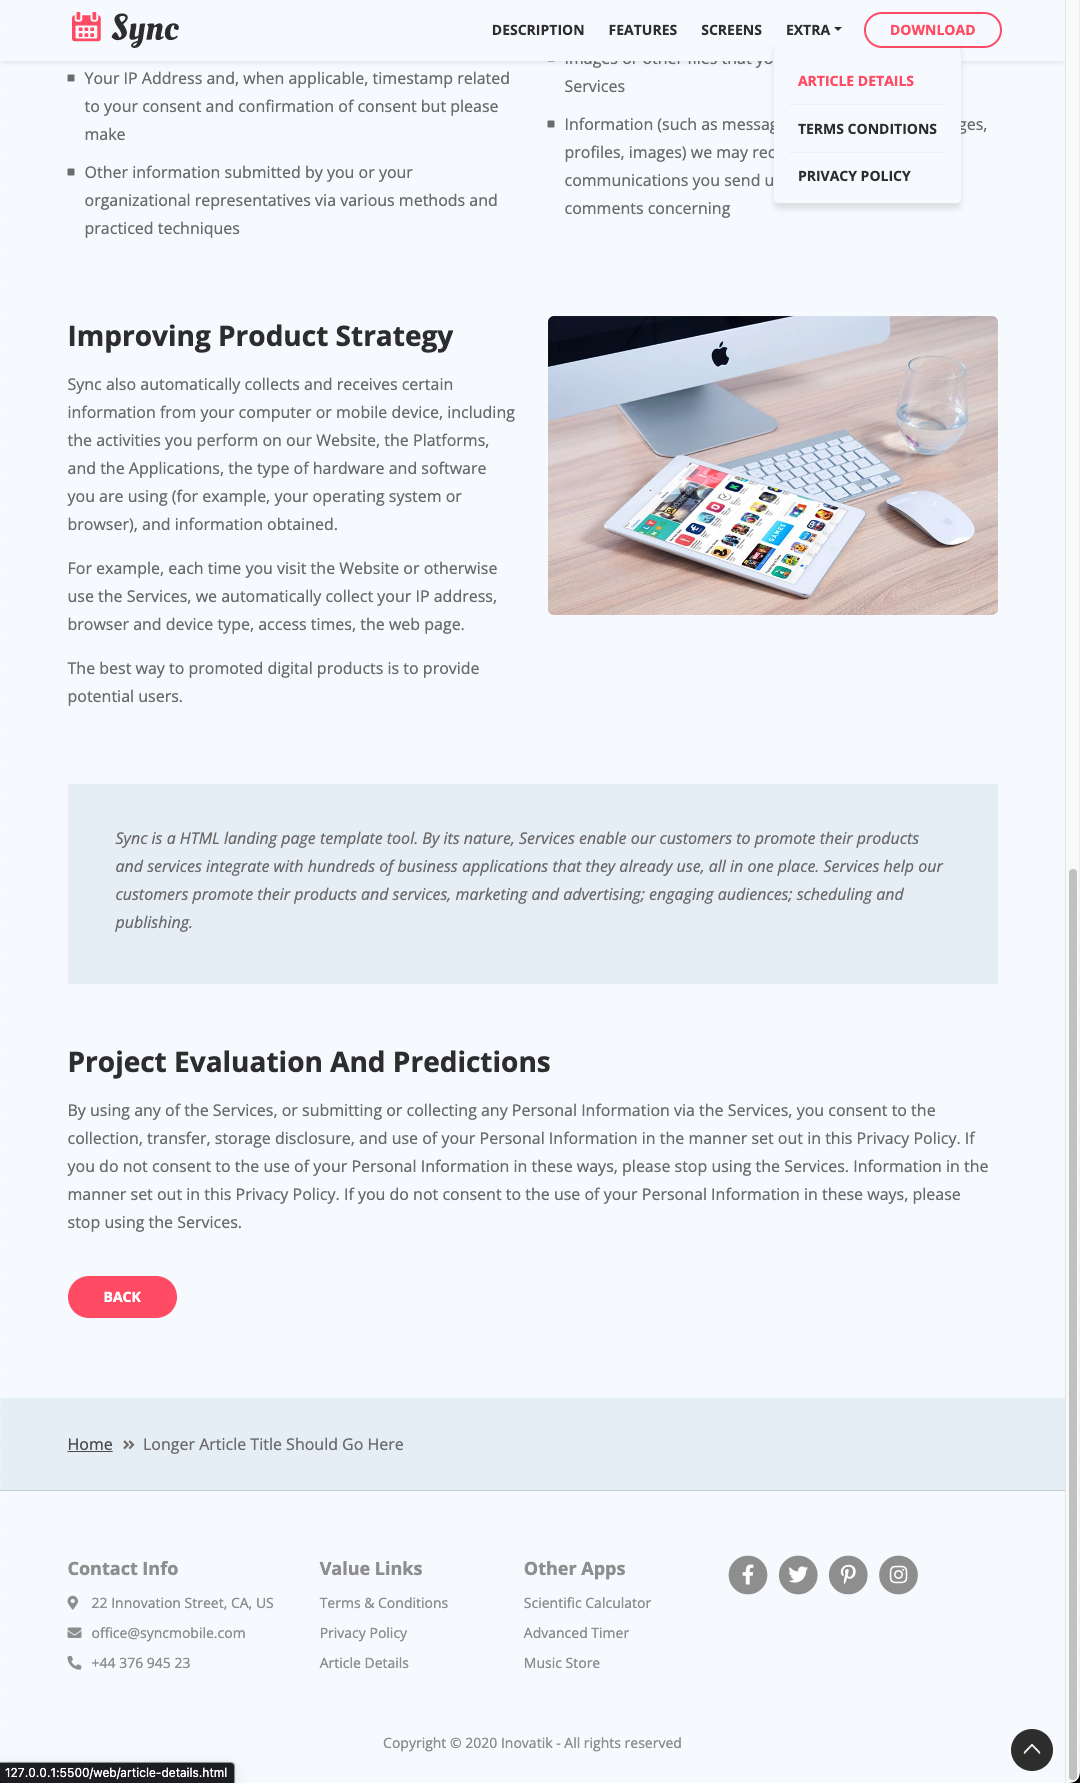 Sync
DESCRIPTION
FEATURES
SCREENS
EXTRA
DOWNLOAD
ARTICLE DETAILS
TERMS CONDITIONS
PRIVACY POLICY
Your IP Address and, when applicable, timestamp related
to your consent and confirmation of consent but please
make
Other information submitted by you or your
organizational representatives via various methods and
practiced techniques
images or other files that
Services
Information (such as
profiles, images) we may
communications you send
comments concerning
Improving Product Strategy
Sync also automatically collects and receives certain
information from your computer or mobile device, including
the activities you perform on our Website, the Platforms,
and the Applications, the type of hardware and software
you are using (for example, your operating system or
browser), and information obtained.
For example, each time you visit the Website or otherwise
use the Services, we automatically collect your IP address,
browser and device type, access times, the web page.
The best way to promoted digital products is to provide
potential users.
GAMES
Sync is a HTML landing page template tool. By its nature, Services enable our customers to promote their products
and services integrate with hundreds of business applications that they already use, all in one place. Services help our
customers promote their products and services, marketing and advertising; engaging audiences; scheduling and
publishing.
Project Evaluation And Predictions
By using any of the Services, or submitting or collecting any Personal Information via the Services, you consent to the
collection, transfer, storage disclosure, and use of your Personal Information in the manner set out in this Privacy Policy. If
you do not consent to the use of your Personal Information in these ways, please stop using the Services. Information in the
manner set out in this Privacy Policy. If you do not consent to the use of your Personal Information in these ways, please
stop using the Services.
BACK
Home » Longer Article Title Should Go Here
Contact Info
22 Innovation Street, CA, US
office@syncmobile.com
+44 376 945 23
Value Links
Terms & Conditions
Privacy Policy
Article Details
Other Apps
Scientific Calculator
Advanced Timer
Music Store
Copyright © 2020 Inovatik - All rights reserved
127.0.0.1:5500/web/article-details.html